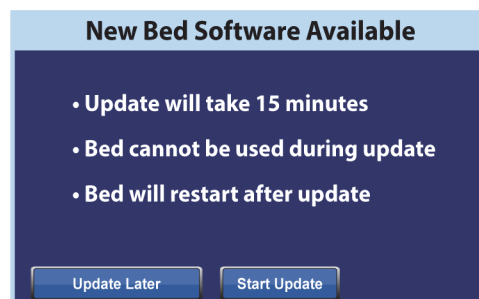 New Bed Software Available
• Update will take 15 minutes
• Bed cannot be used during update
• Bed will restart after update
Update Later
Start Update